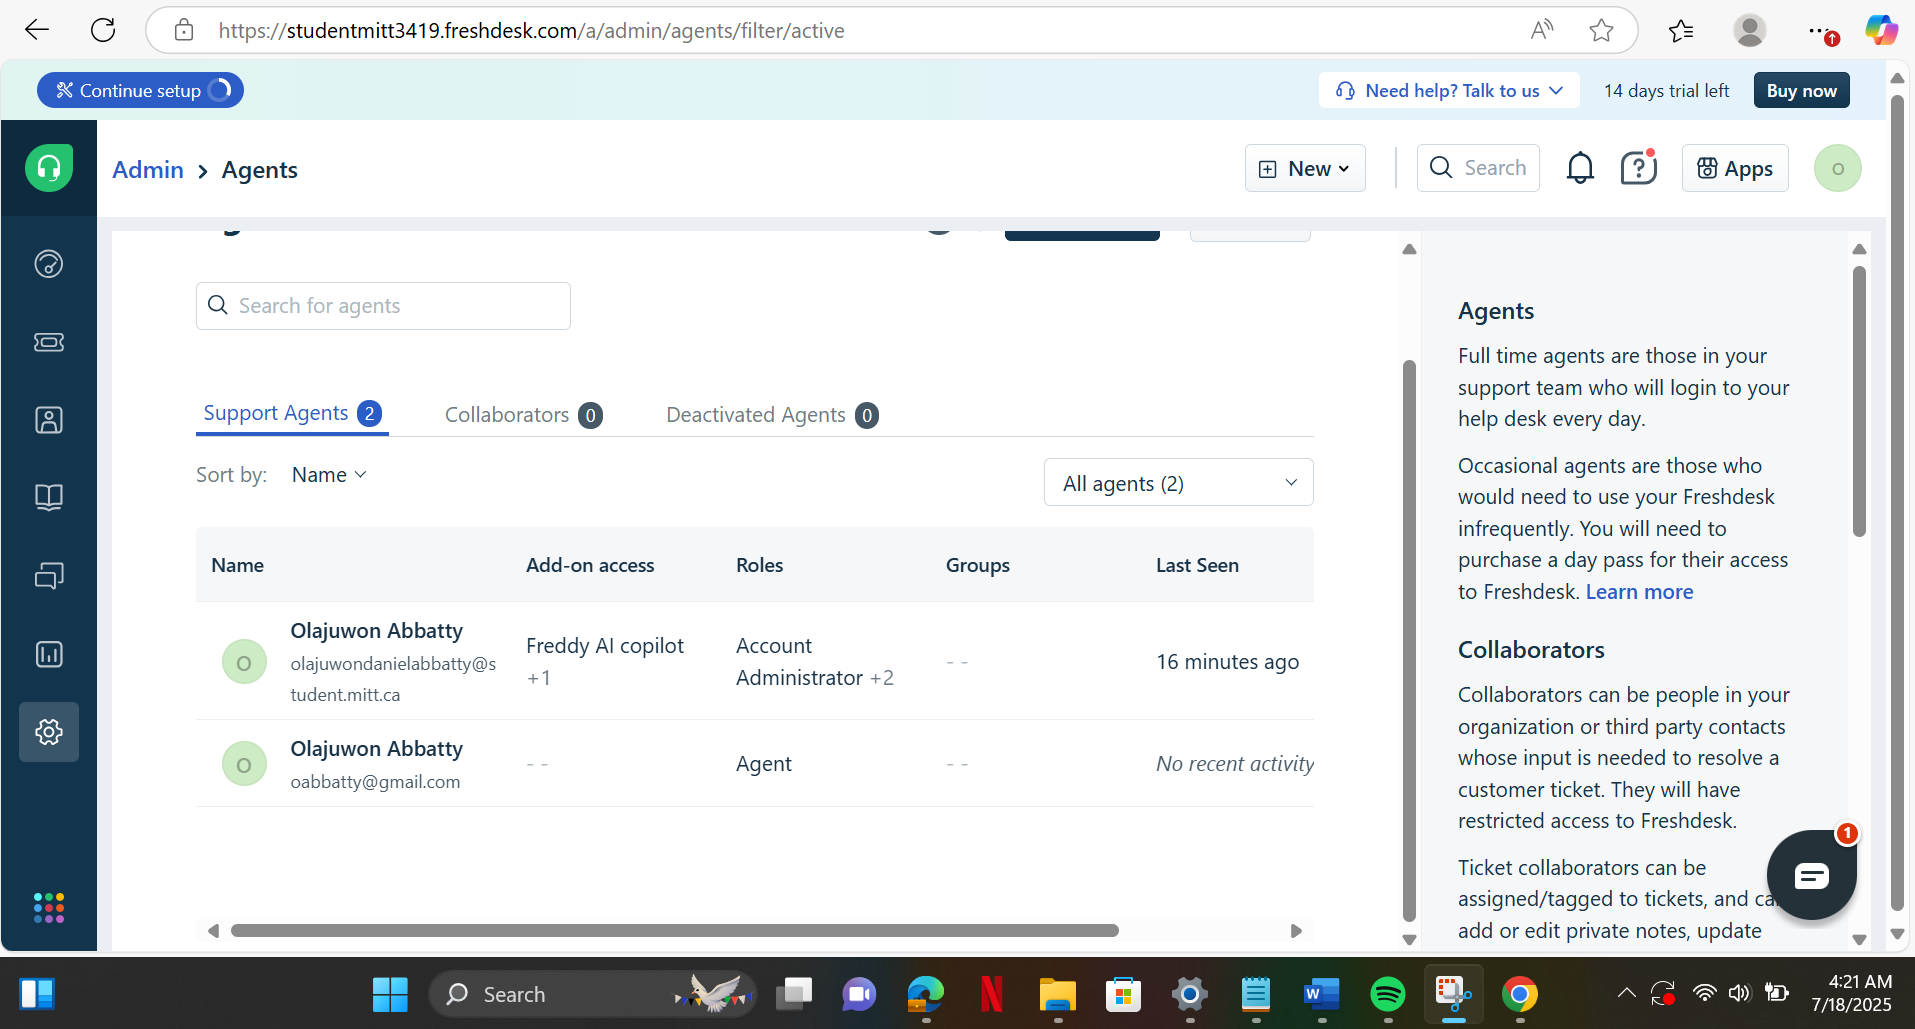 https://studentmitt3419.freshdesk.com/a/admin/agents/filter/active
Continue setup
Need help? Talk to us
14 days trial left
Buy now
Admin > Agents
New
Search
Apps
O
Search for agents
Support Agents 2
Collaborators 0
Deactivated Agents 0
Sort by: Name
All agents (2)
Name
Add-on access
Roles
Groups
Last Seen
O
Olajuwon Abbatty
olajuwondanielabbatty@s
tudent.mitt.ca
Freddy AI copilot
+1
Account
Administrator +2
- -
16 minutes ago
O
Olajuwon Abbatty
oabbatty@gmail.com
- -
Agent
- -
No recent activity
Agents
Full time agents are those in your
support team who will login to your
help desk every day.
Occasional agents are those who
would need to use your Freshdesk
infrequently. You will need to
purchase a day pass for their access
to Freshdesk. Learn more
Collaborators
Collaborators can be people in your
organization or third party contacts
whose input is needed to resolve a
customer ticket. They will have
restricted access to Freshdesk.
Ticket collaborators can be
assigned/tagged to tickets, and
add or edit private notes, update
1
Search
4:21 AM
7/18/2025